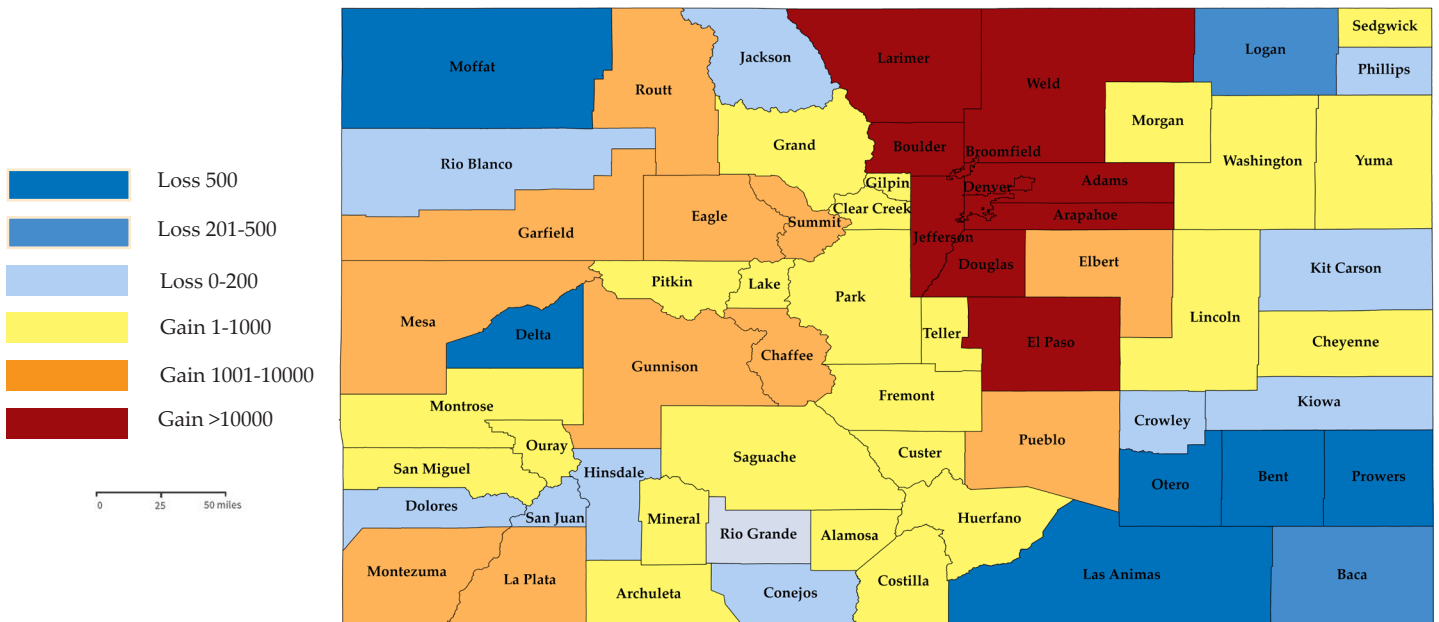 Loss 500
Loss 201-500
Loss 0-200
Gain 1-1000
Gain 1001-10000
Gain >10000
0 25 50 miles
Moffat
Routt
Jackson
Larimer
Weld
Logan
Sedgwick
Phillips
Rio Blanco
Grand
Boulder
Broomfield
Morgan
Washington
Yuma
Gilpin
Denver
Adams
Clear Creek
Arapahoe
Garfield
Eagle
Summit
Jefferson
Douglas
Elbert
Kit Carson
Mesa
Pitkin
Lake
Park
Lincoln
Delta
Gunnison
Chaffee
Teller
El Paso
Cheyenne
Montrose
Fremont
Kiowa
Crowley
Ouray
Saguache
Custer
Pueblo
San Miguel
Hinsdale
Otero
Bent
Prowers
Dolores
San Juan
Mineral
Rio Grande
Alamosa
Huerfano
Montezuma
La Plata
Archuleta
Conejos
Costilla
Las Animas
Baca